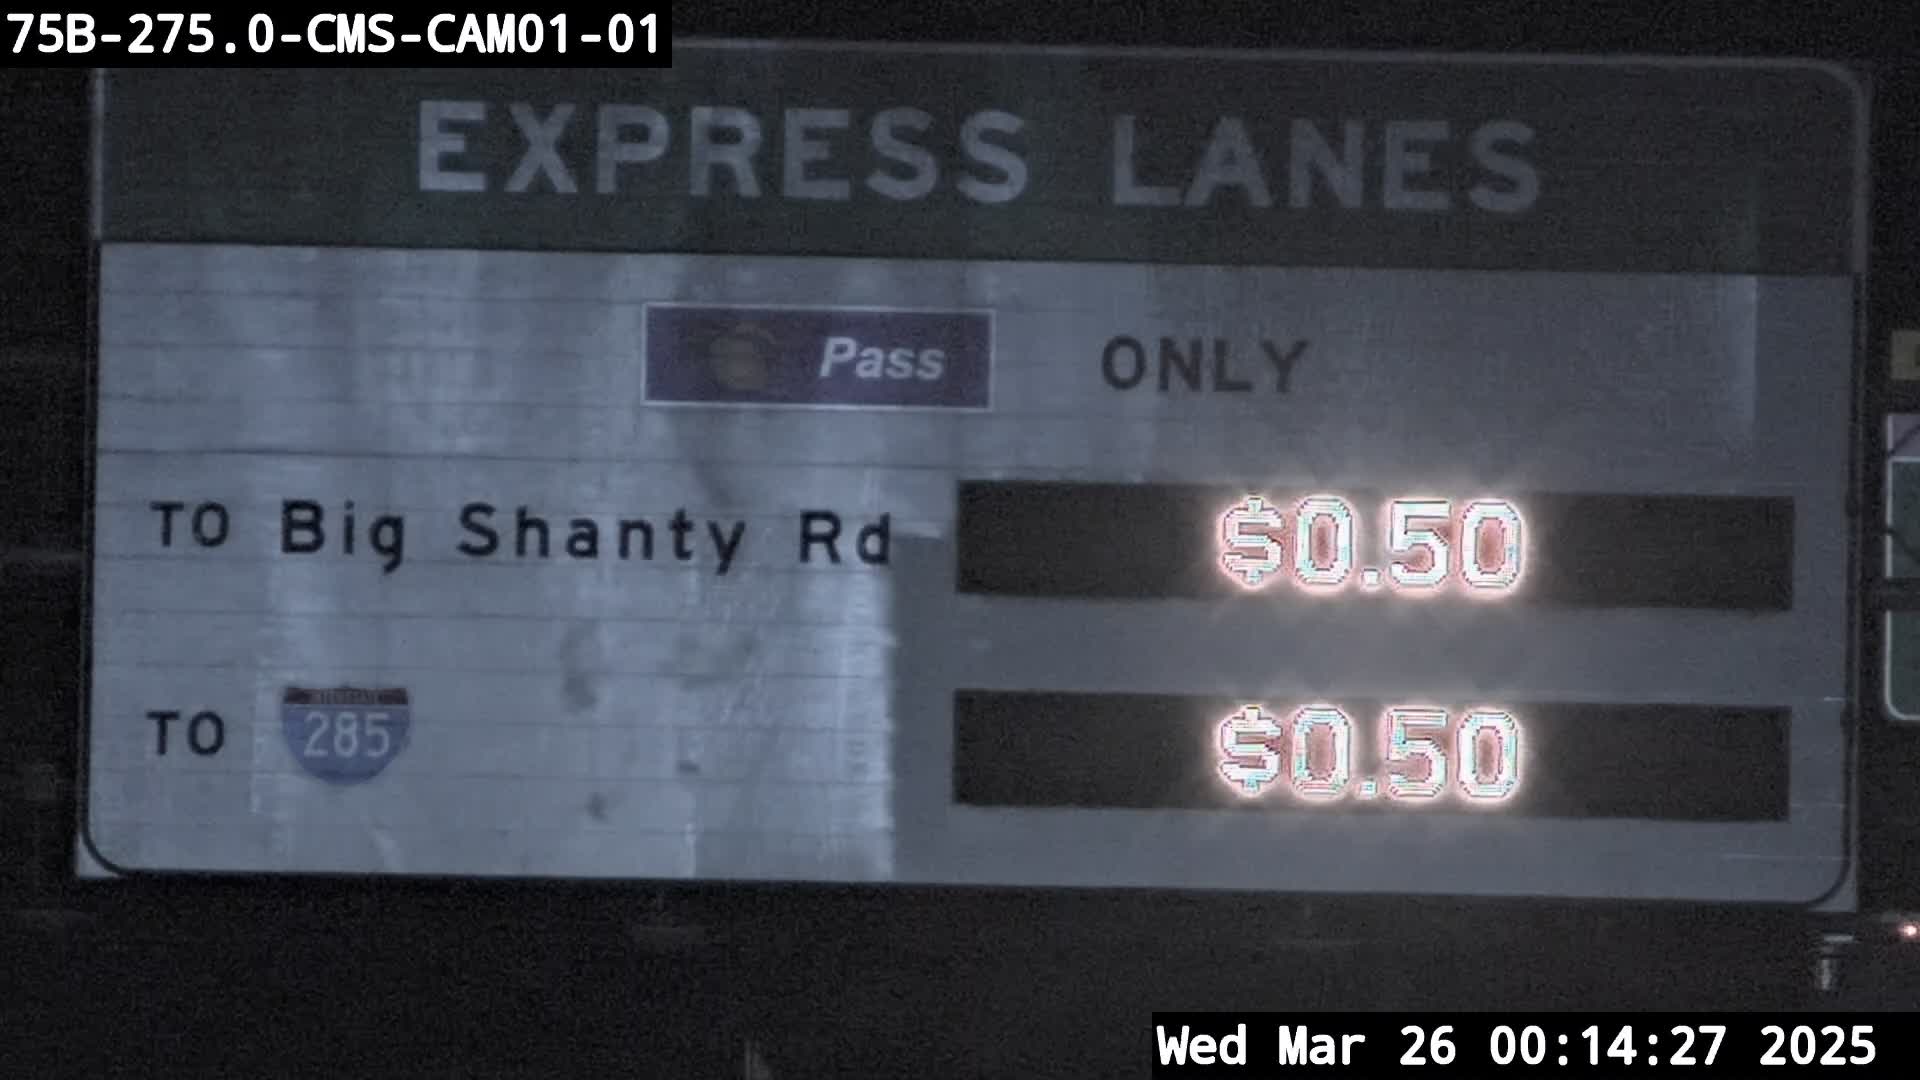 75B-275.0-CMS-CAM01-01
EXPRESS LANES
Pass ONLY
TO Big Shanty Rd $0.50
TO INTERSTATE 285 $0.50
Wed Mar 26 00:14:27 2025